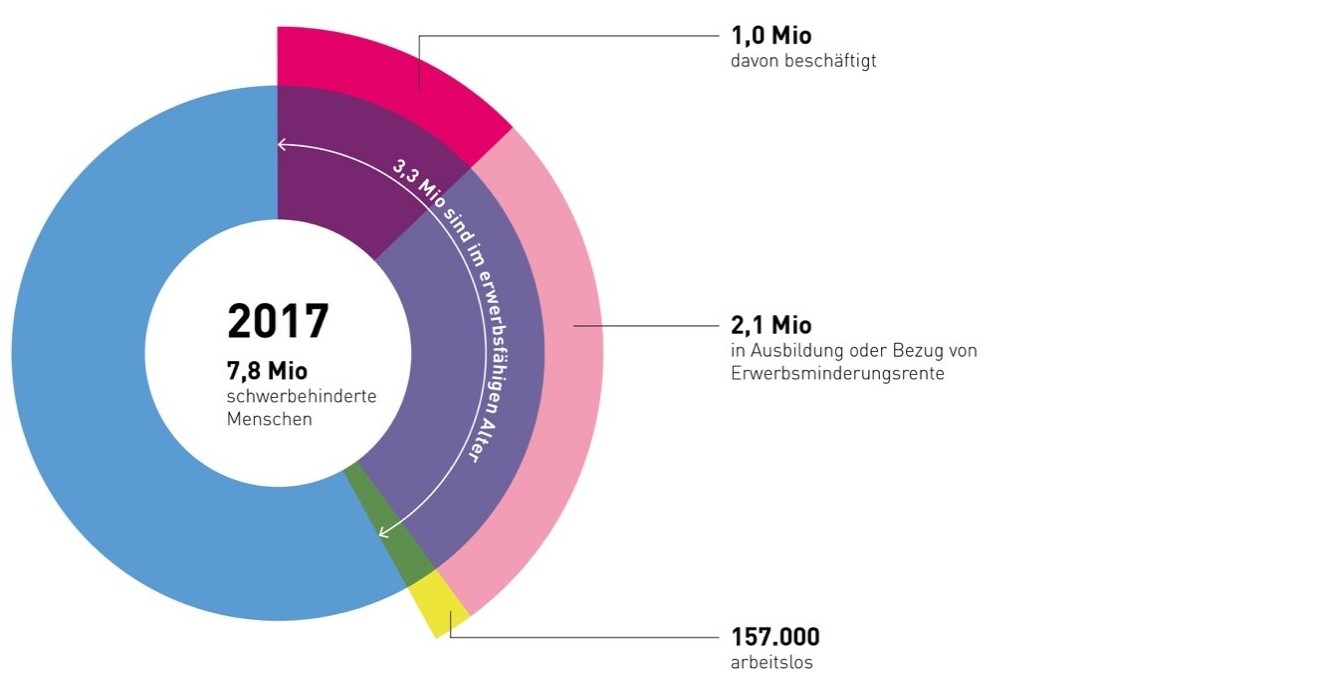 1,0 Mio
davon beschäftigt
3,3 Mio sind im erwerbsfähigen Alter
2017
7,8 Mio
schwerbehinderte
Menschen
2,1 Mio
in Ausbildung oder Bezug von
Erwerbsminderungsrente
157.000
arbeitslos